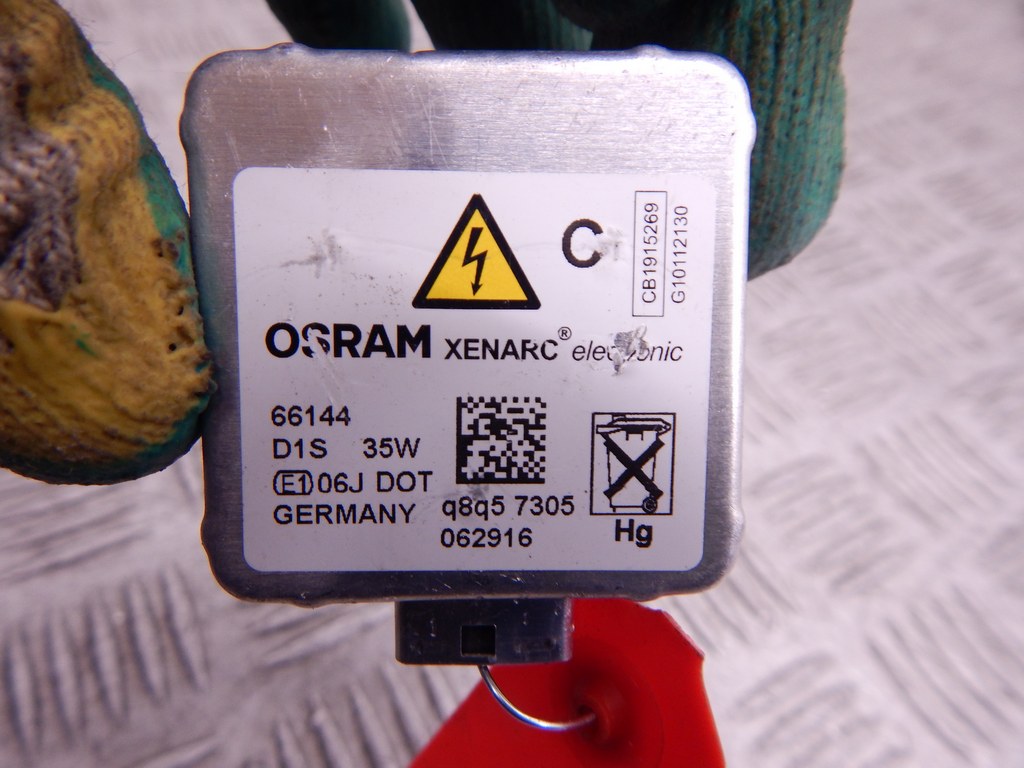 C
CB1915269
G10112130
OSRAM XENARC® electronic
66144
D1S 35W
E1 06J DOT
GERMANY
q8q5 7305
062916
Hg